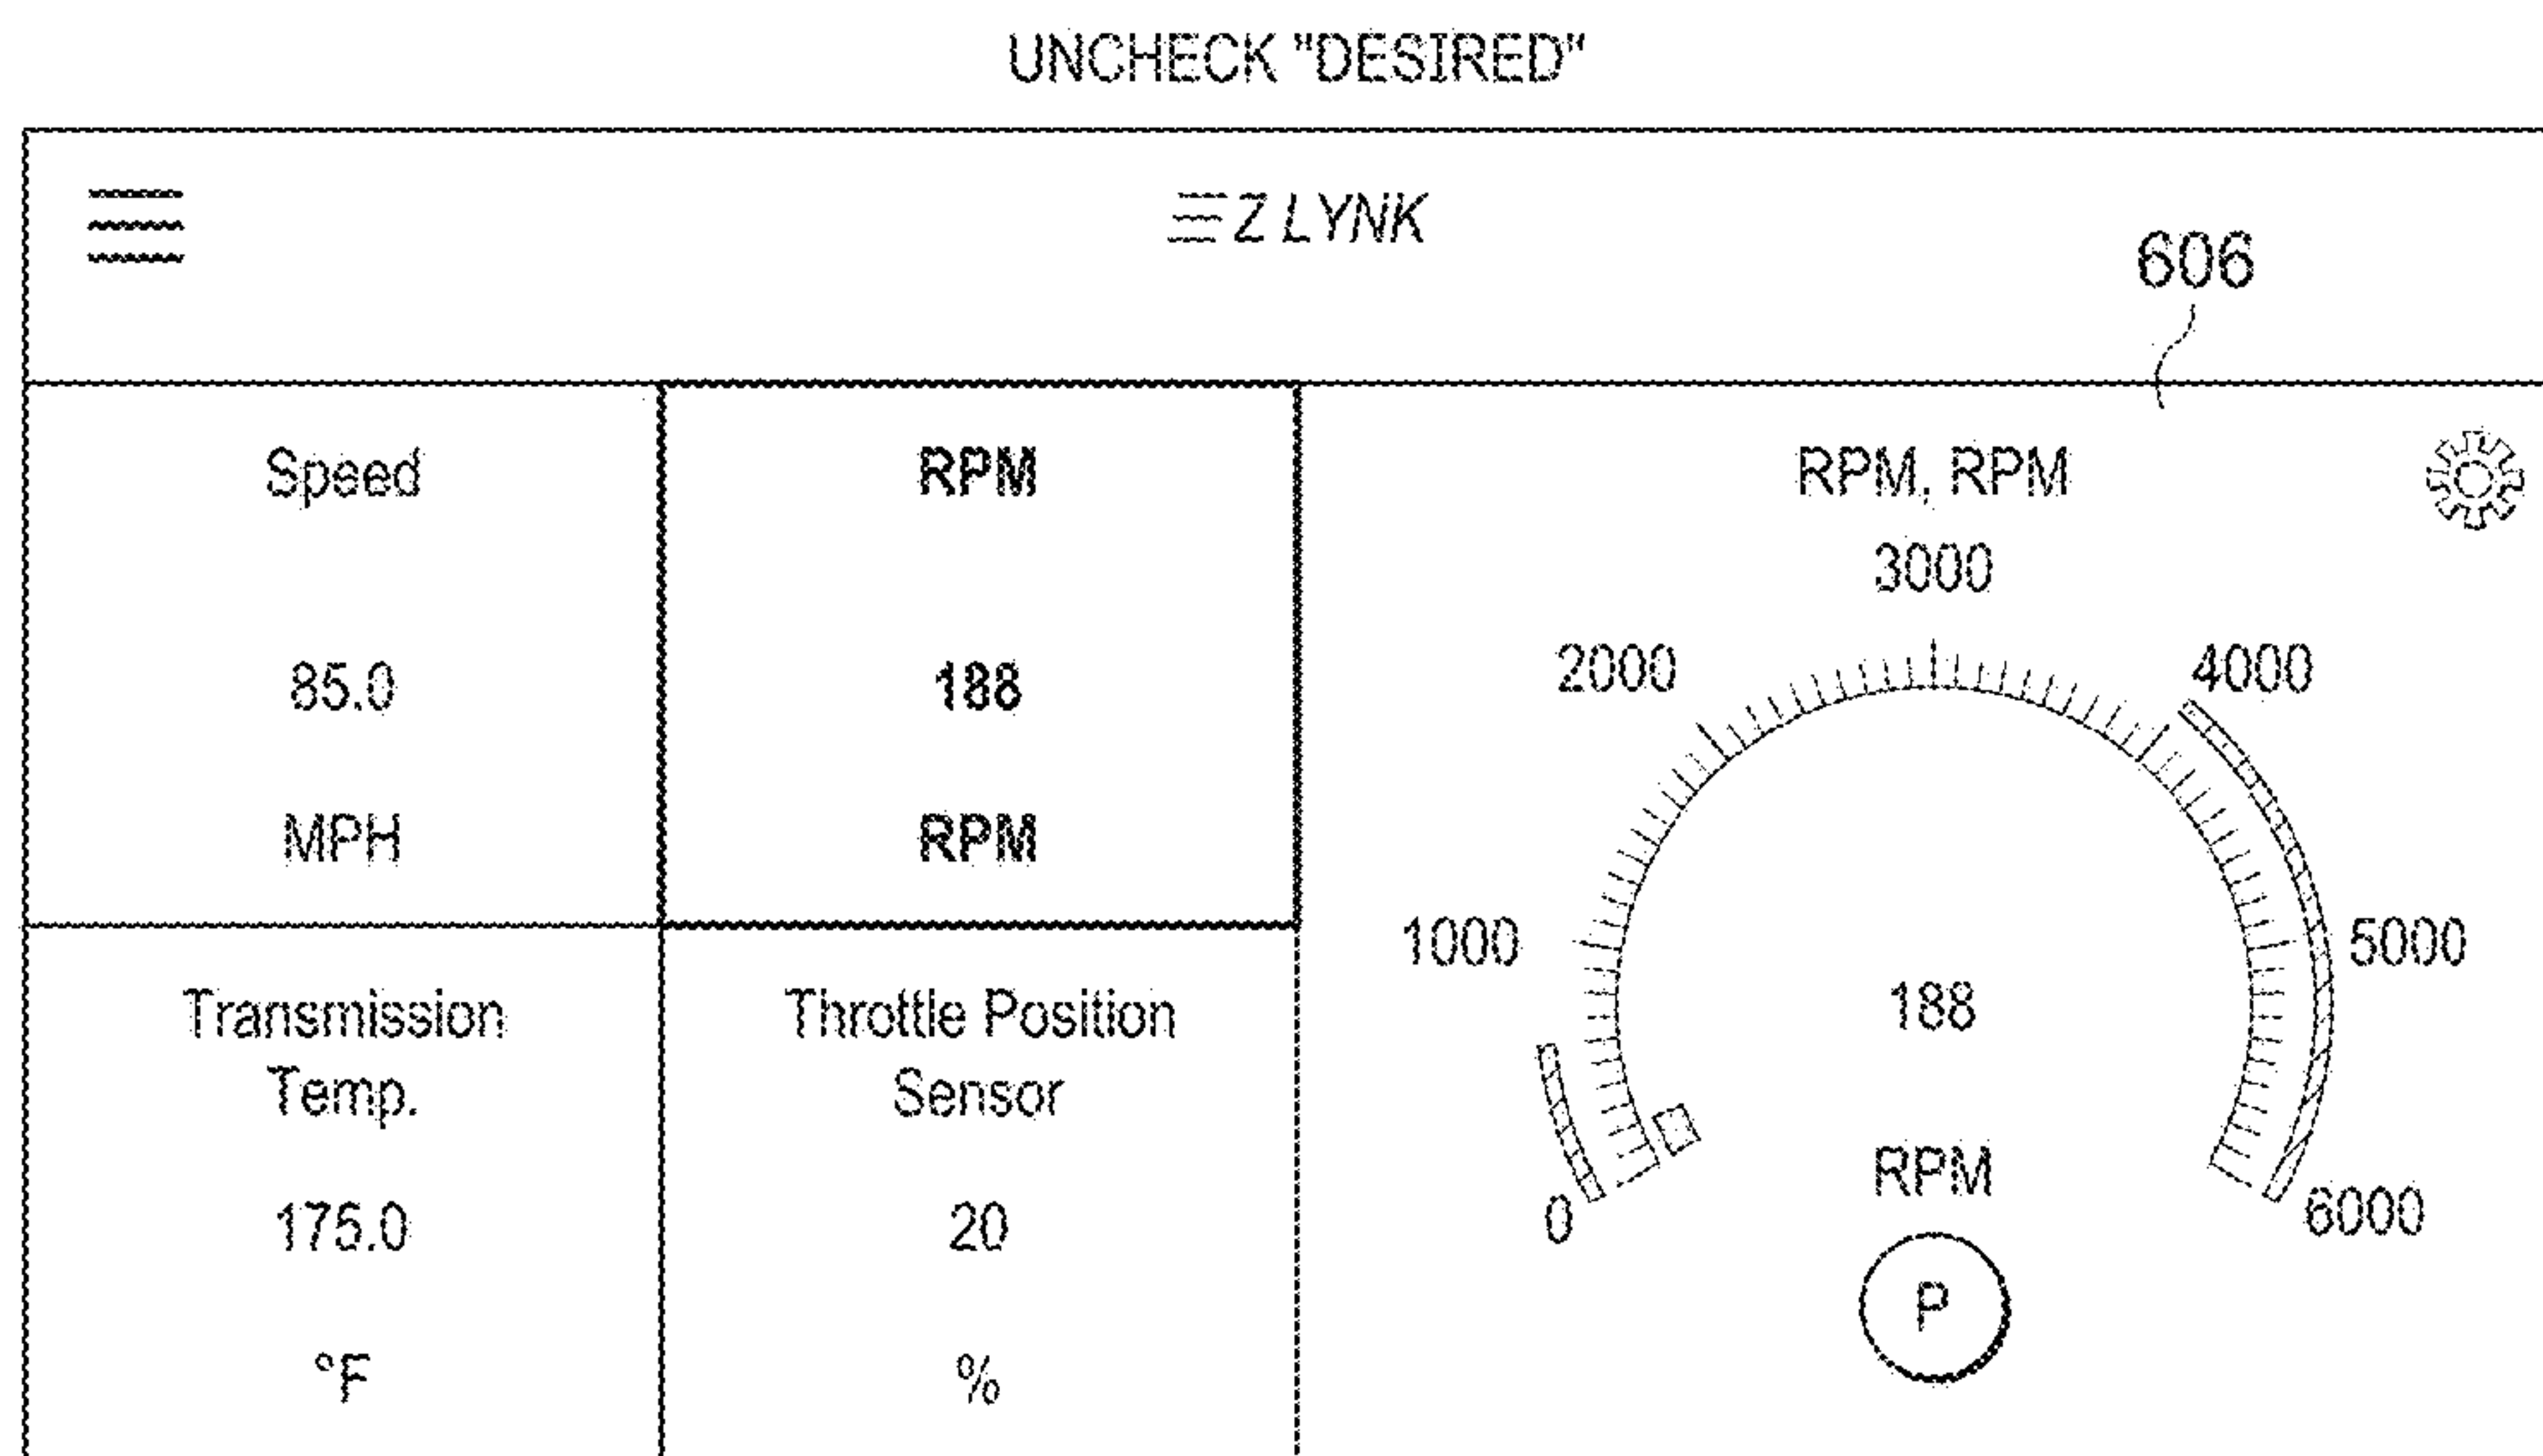 UNCHECK "DESIRED"
EZ LYNK
606
Speed
85.0
MPH
RPM
188
RPM
Transmission
Temp.
175.0
°F
Throttle Position
Sensor
20
%
RPM, RPM
3000
2000
4000
1000
5000
188
RPM
0
6000
P